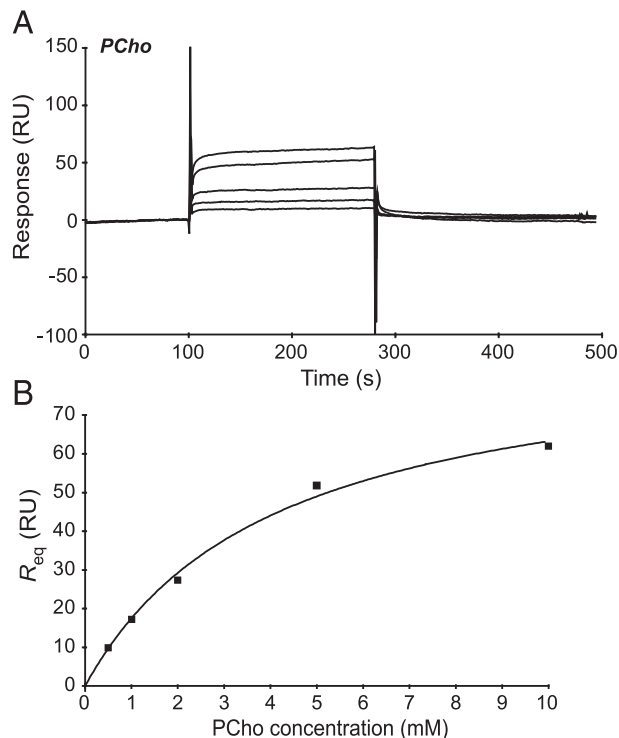 A
PCho
150
100
50
0
-50
-100
Response (RU)
0 100 200 300 400 500
Time (s)
B
70
60
50
40
30
20
10
0
Req (RU)
0 1 2 3 4 5 6 7 8 9 10
PCho concentration (mM)